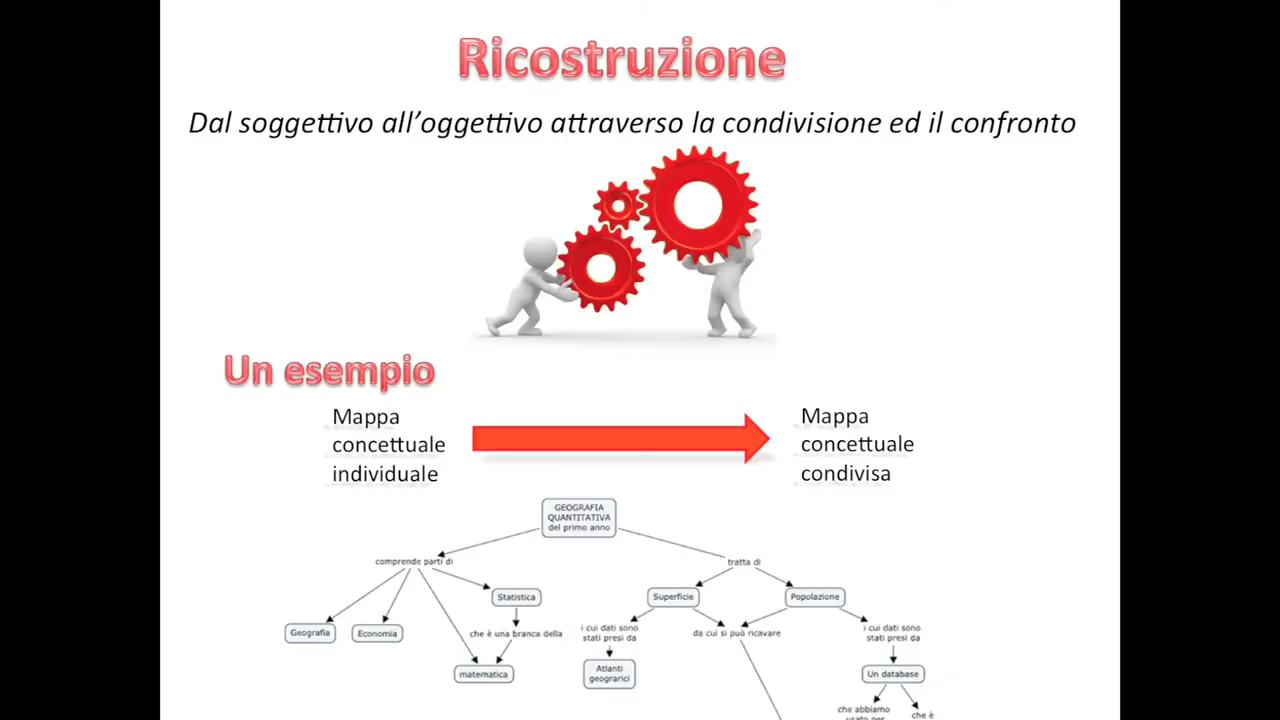 Ricostruzione
Dal soggettivo all'oggettivo attraverso la condivisione ed il confronto
Un esempio
Mappa
concettuale
individuale
Mappa
concettuale
condivisa
GEOGRAFIA
QUANTITATIVA
del primo anno
comprende parti di
tratta di
Statistica
Superficie
Popolazione
Geografia
Economia
che è una branca della
i cui dati sono
stati presi da
da cui si può ricavare
i cui dati sono
stati presi da
matematica
Atlanti
geograrici
Un database
che abbiamo
usato per
che è